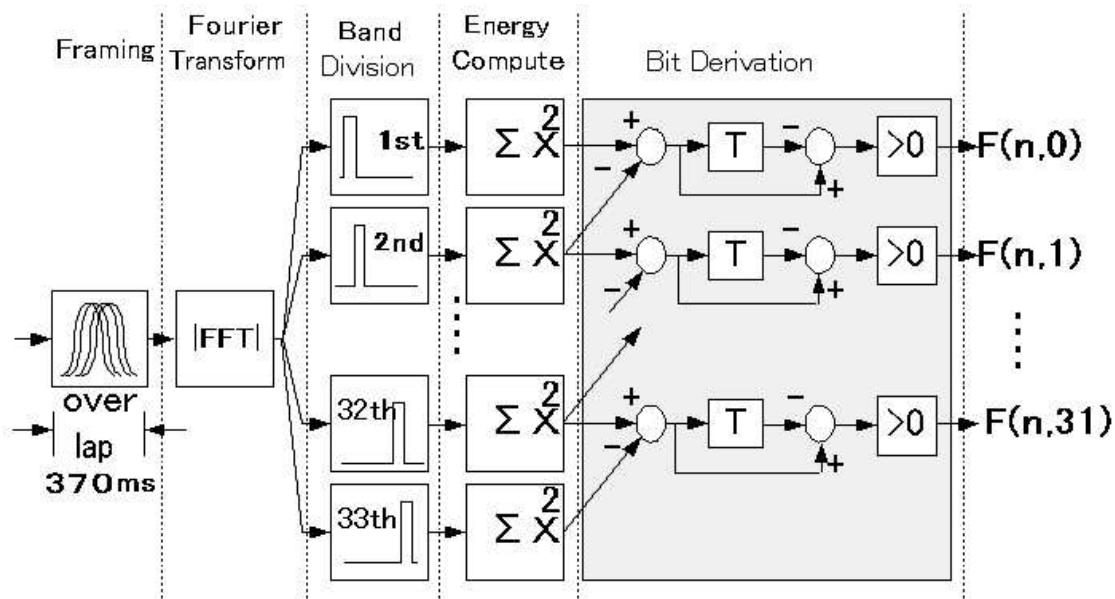 Framing
Fourier
Transform
Band
Division
Energy
Compute
Bit Derivation
1st
Σ X²
+
−
T
−
+
>0
F(n,0)
2nd
Σ X²
+
−
T
−
+
>0
F(n,1)
|FFT|
over
lap
370ms
32th
Σ X²
+
−
T
−
+
>0
F(n,31)
33th
Σ X²